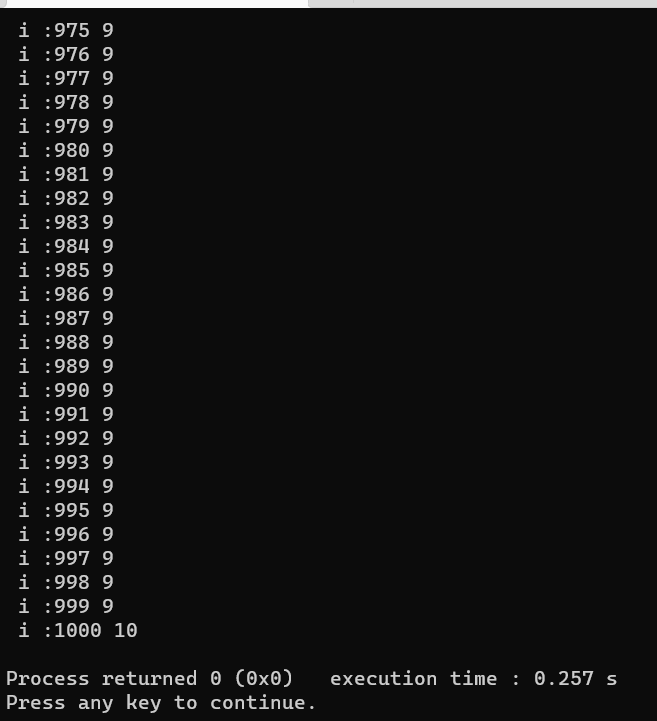 i :975 9
i :976 9
i :977 9
i :978 9
i :979 9
i :980 9
i :981 9
i :982 9
i :983 9
i :984 9
i :985 9
i :986 9
i :987 9
i :988 9
i :989 9
i :990 9
i :991 9
i :992 9
i :993 9
i :994 9
i :995 9
i :996 9
i :997 9
i :998 9
i :999 9
i :1000 10
Process returned 0 (0x0)   execution time : 0.257 s
Press any key to continue.